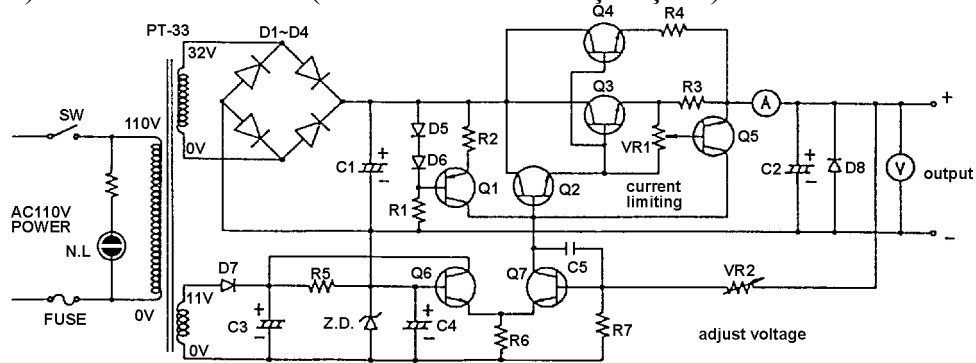 Q4
R4
PT-33
D1~D4
32V
Q3
R3
A
+
SW
110V
D5
R2
VR1
Q5
0V
D6
C1
+
-
Q1
Q2
C2
+
-
D8
V
output
R1
current
limiting
AC110V
POWER
N.L
-
D7
R5
Q6
Q7
C5
VR2
11V
FUSE
0V
+
C3
Z.D.
+
C4
R6
R7
adjust voltage
0V